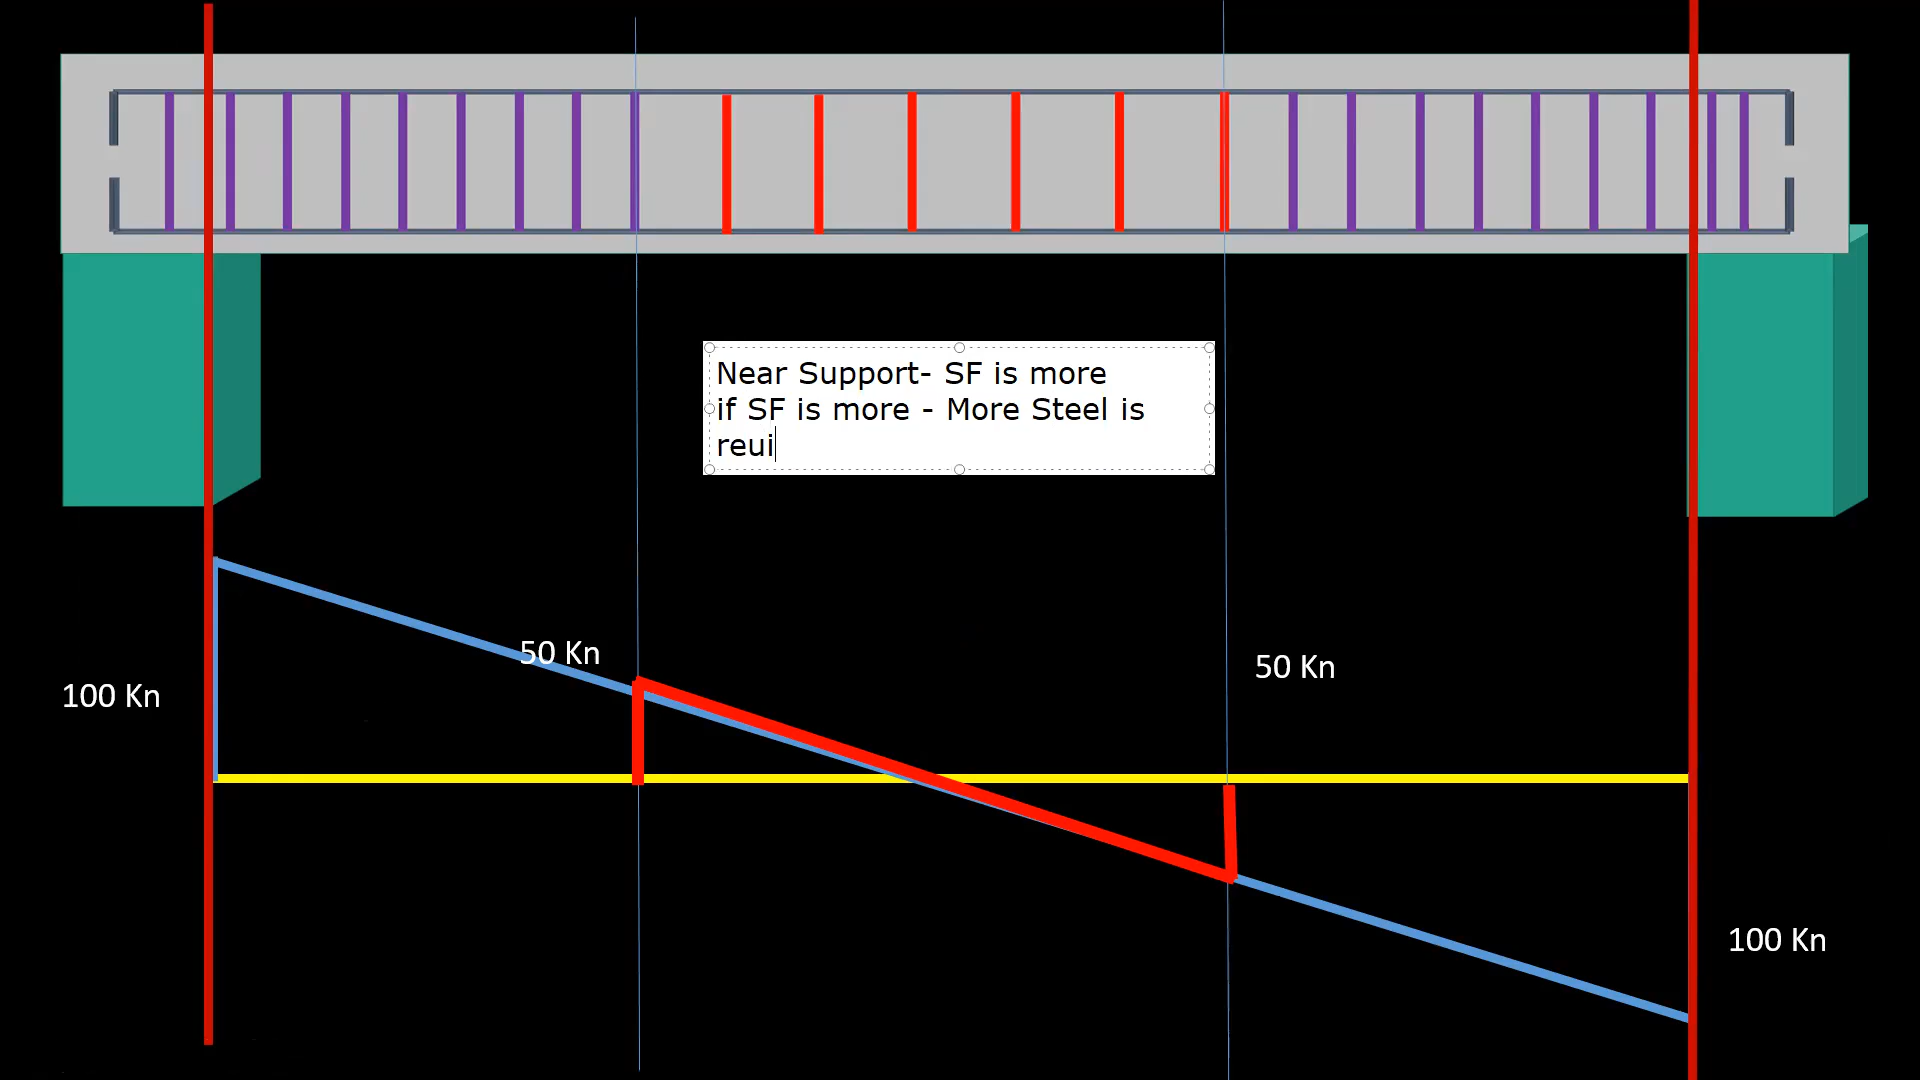 Near Support- SF is more
if SF is more - More Steel is
reui
50 Kn
50 Kn
100 Kn
100 Kn